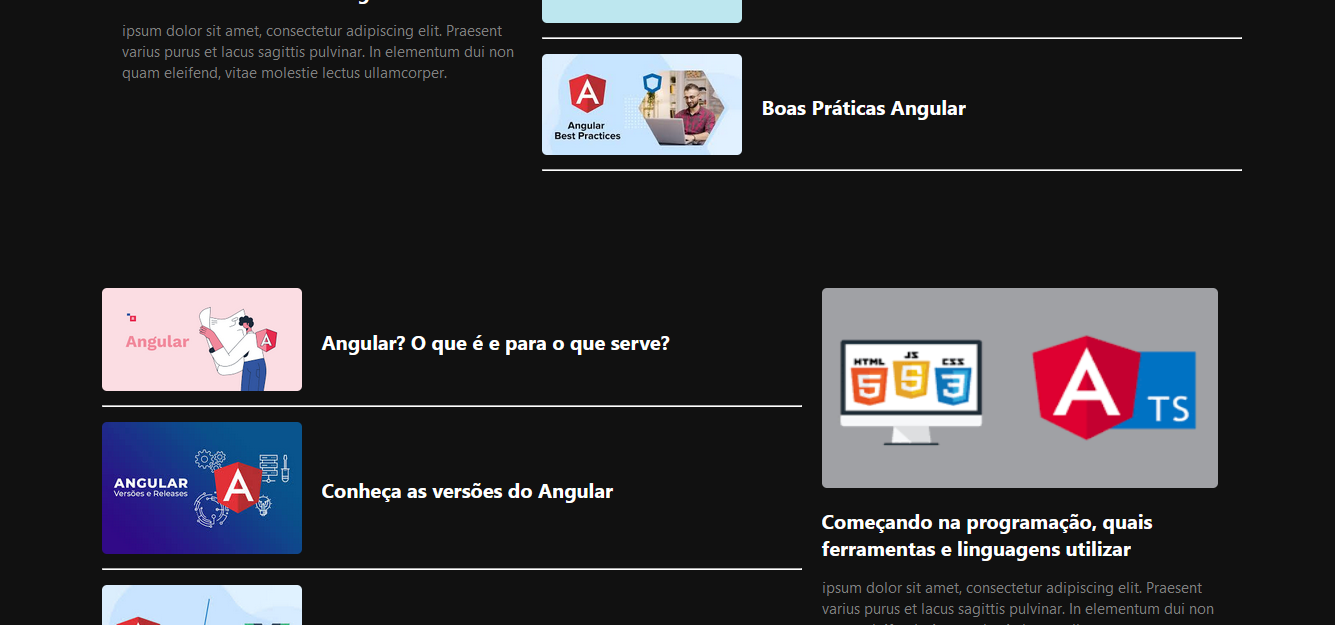 ipsum dolor sit amet, consectetur adipiscing elit. Praesent
varius purus et lacus sagittis pulvinar. In elementum dui non
quam eleifend, vitae molestie lectus ullamcorper.
Angular
Best Practices
Boas Práticas Angular
Angular
Angular? O que é e para o que serve?
ANGULAR
Versões e Releases
Conheça as versões do Angular
HTML
JS
CSS
5
5
3
TS
Começando na programação, quais
ferramentas e linguagens utilizar
ipsum dolor sit amet, consectetur adipiscing elit. Praesent
varius purus et lacus sagittis pulvinar. In elementum dui non